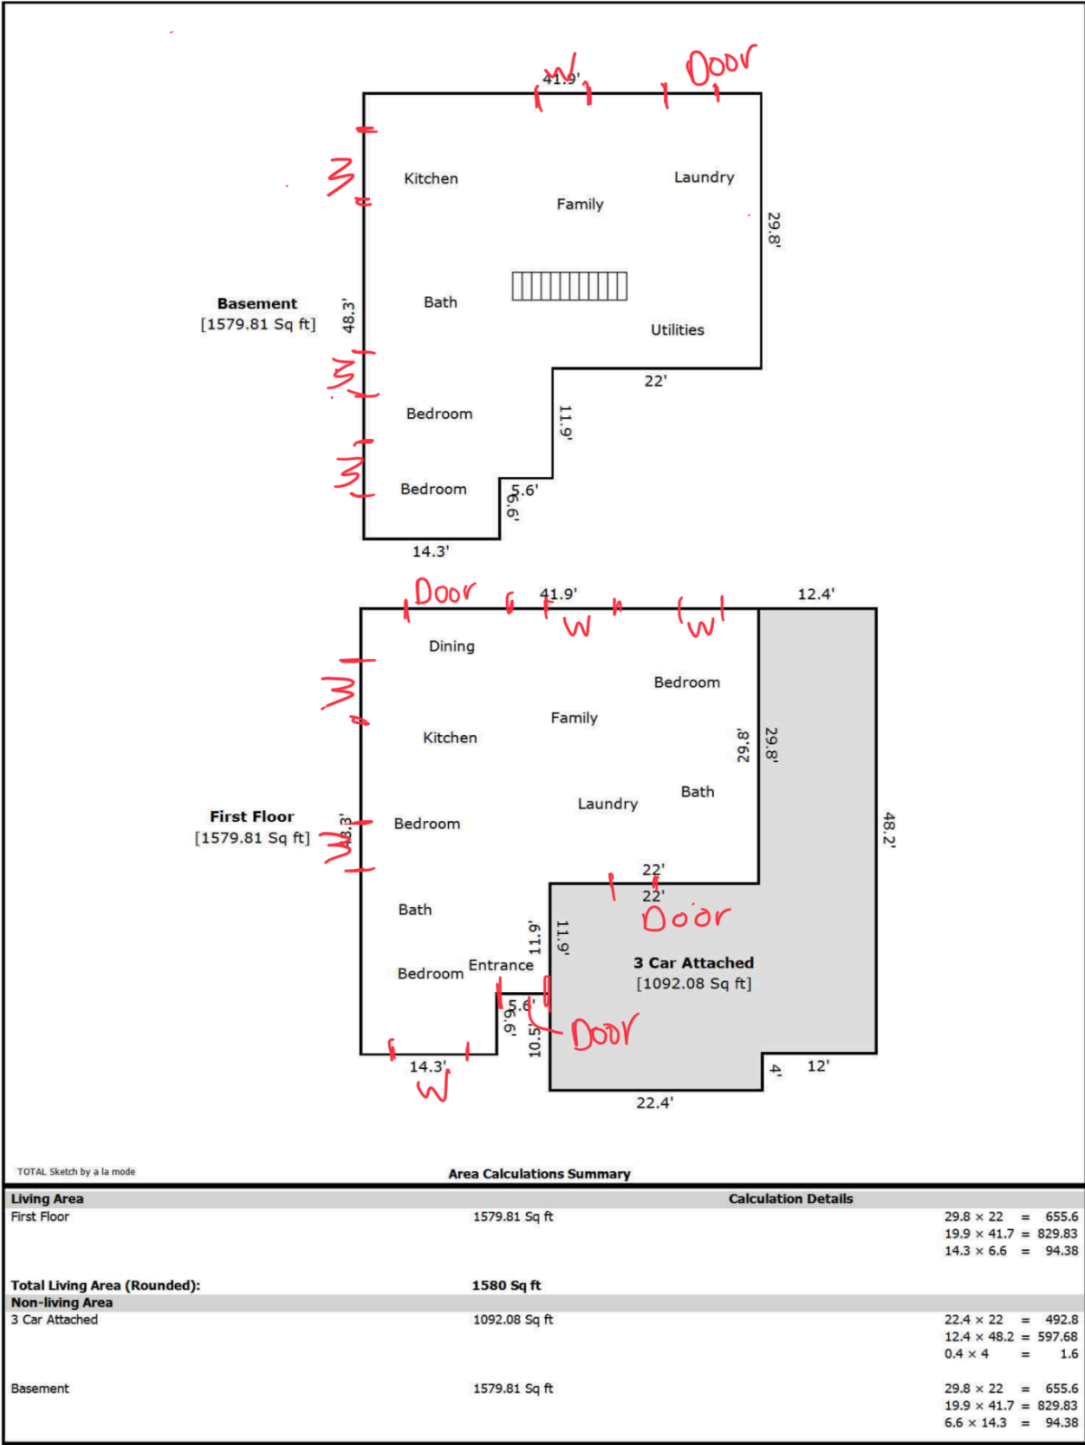 W
41.9'
Door
W
Kitchen
Laundry
Family
29.8'
Basement
[1579.81 Sq ft]
48.3'
Bath
Utilities
W
22'
Bedroom
11.9'
W
Bedroom
5.6'
6.6'
14.3'
Door
41.9'
12.4'
W
W
Dining
W
Bedroom
Family
Kitchen
29.8'
29.8'
Bath
Laundry
First Floor
[1579.81 Sq ft]
48.3'
W
Bedroom
48.2'
22'
22'
Door
Bath
11.9'
11.9'
Entrance
3 Car Attached
[1092.08 Sq ft]
Bedroom
5.6'
6.6'
10.5'
Door
14.3'
W
4'
12'
22.4'
TOTAL Sketch by a la mode
Area Calculations Summary
Living Area Calculation Details
First Floor 1579.81 Sq ft 29.8 × 22 = 655.6
19.9 × 41.7 = 829.83
14.3 × 6.6 = 94.38
Total Living Area (Rounded): 1580 Sq ft
Non-living Area
3 Car Attached 1092.08 Sq ft 22.4 × 22 = 492.8
12.4 × 48.2 = 597.68
0.4 × 4 = 1.6
Basement 1579.81 Sq ft 29.8 × 22 = 655.6
19.9 × 41.7 = 829.83
6.6 × 14.3 = 94.38